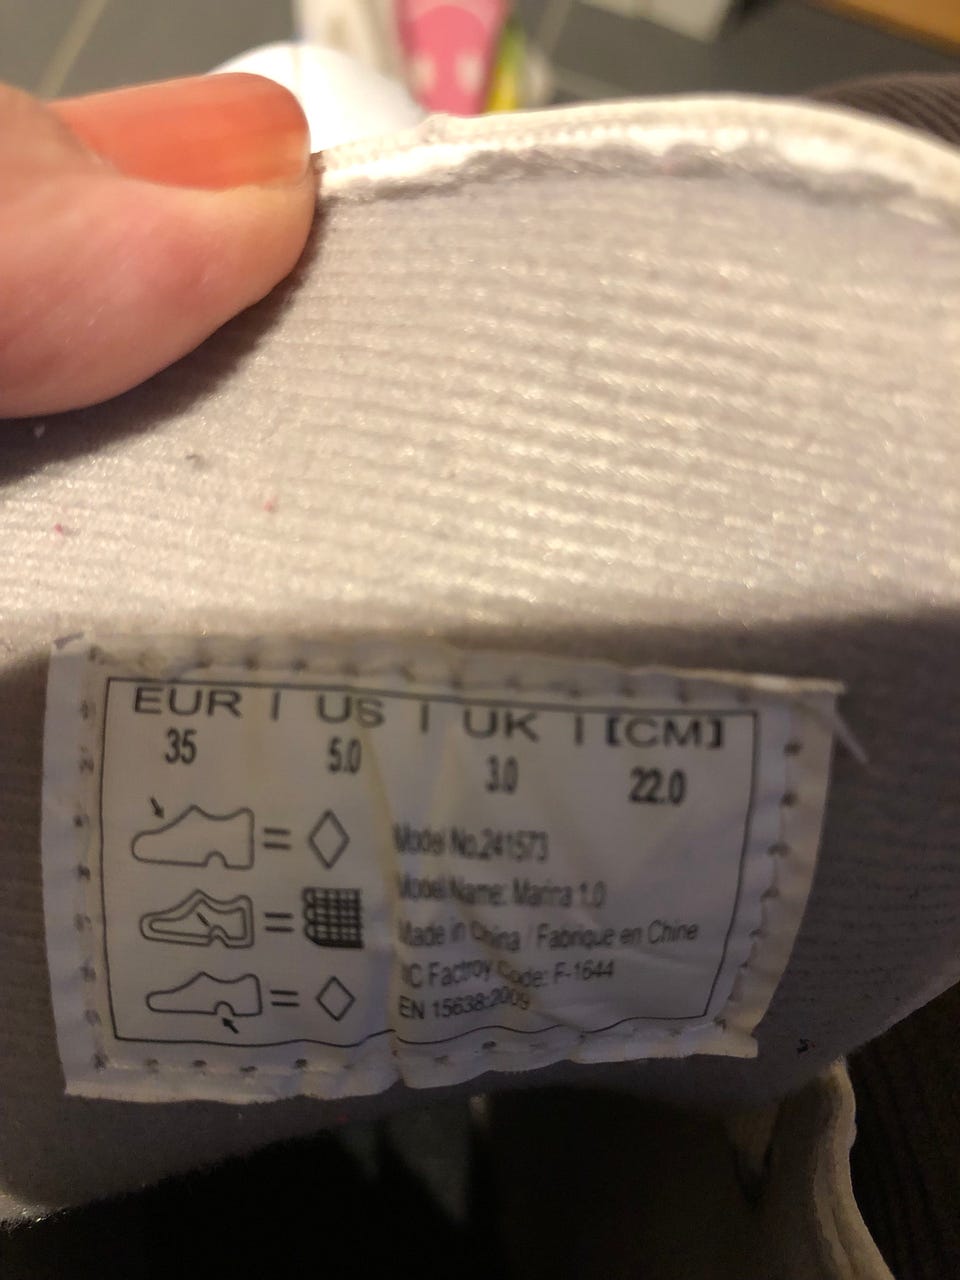 EUR | US | UK | [CM]
35 5.0 3.0 22.0
Model No.241573
Model Name: Marina 1.0
Made in China / Fabrique en Chine
IC Factroy Code: F-1644
EN 15638:2009